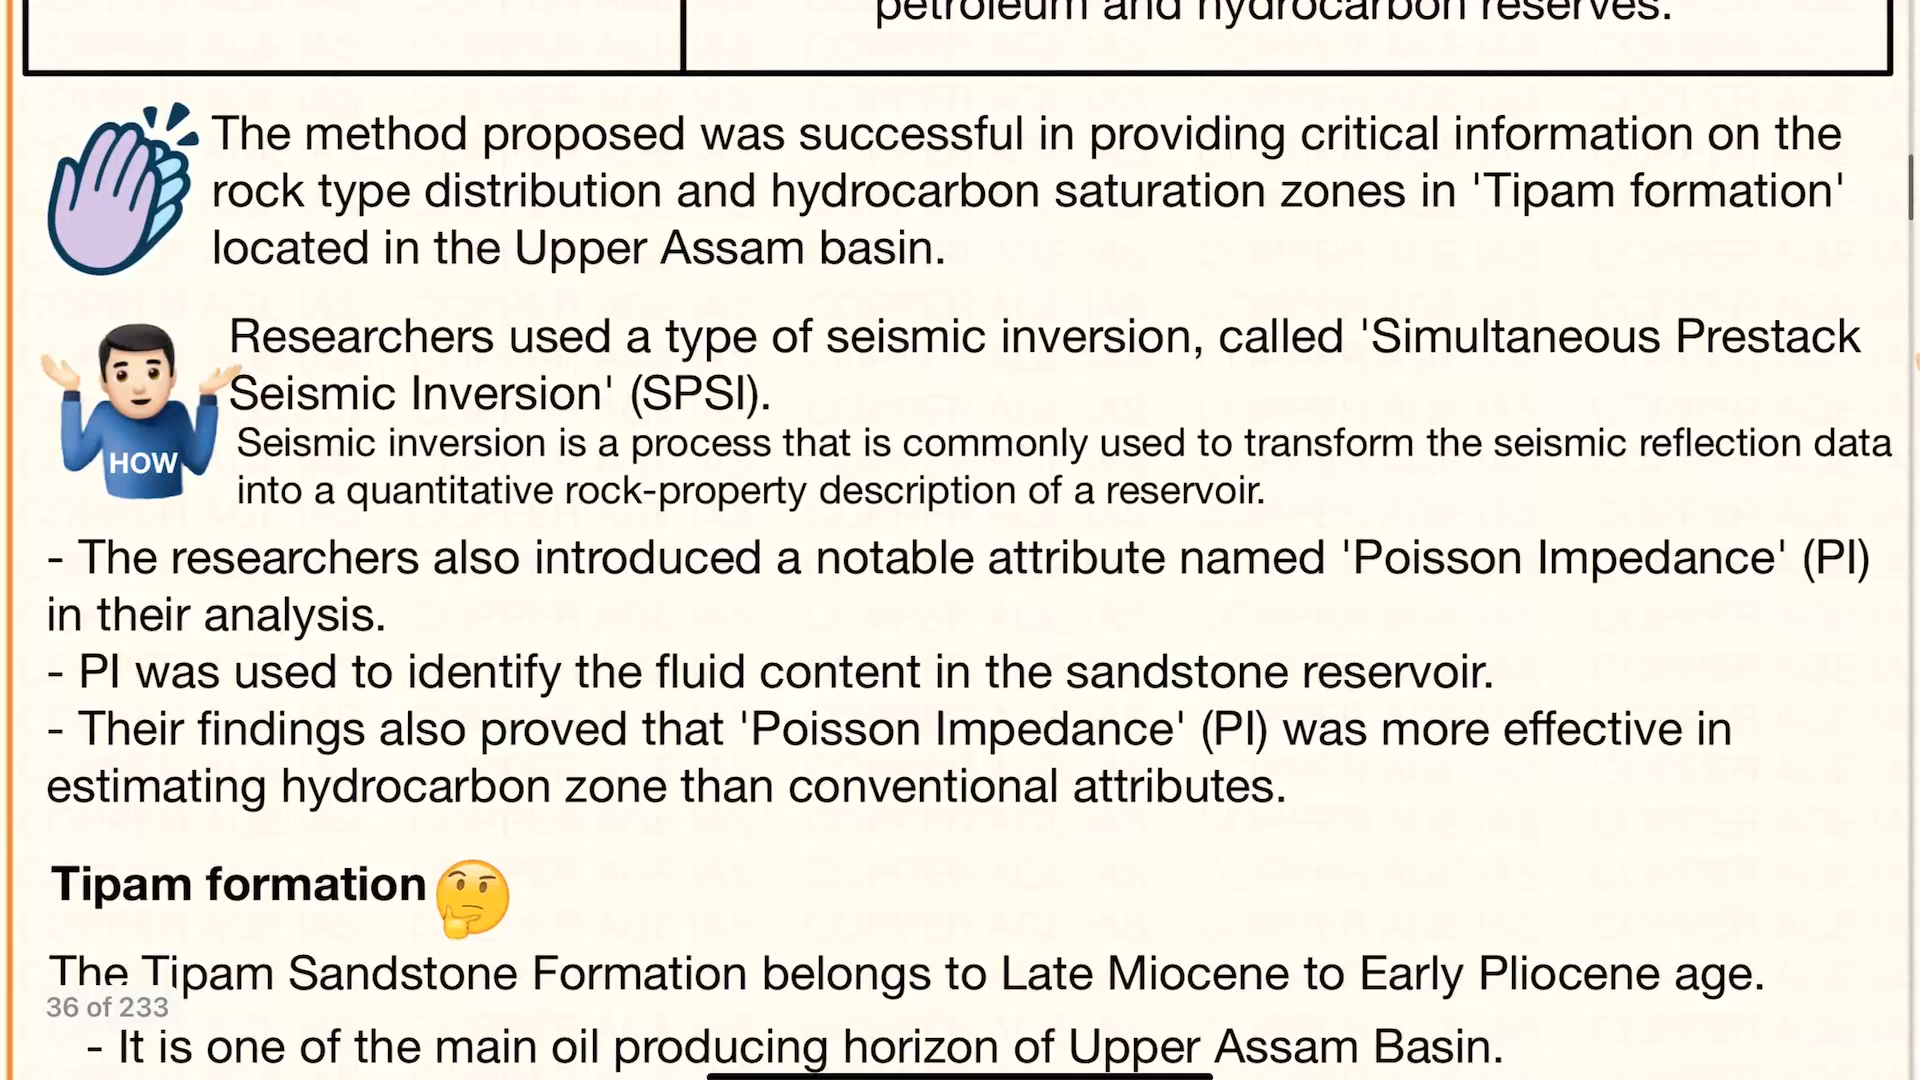 petroleum and hydrocarbon reserves.
The method proposed was successful in providing critical information on the
rock type distribution and hydrocarbon saturation zones in 'Tipam formation'
located in the Upper Assam basin.
Researchers used a type of seismic inversion, called 'Simultaneous Prestack
Seismic Inversion' (SPSI).
HOW
Seismic inversion is a process that is commonly used to transform the seismic reflection data
into a quantitative rock-property description of a reservoir.
- The researchers also introduced a notable attribute named 'Poisson Impedance' (PI)
in their analysis.
- PI was used to identify the fluid content in the sandstone reservoir.
- Their findings also proved that 'Poisson Impedance' (PI) was more effective in
estimating hydrocarbon zone than conventional attributes.
Tipam formation
The Tipam Sandstone Formation belongs to Late Miocene to Early Pliocene age.
36 of 233
- It is one of the main oil producing horizon of Upper Assam Basin.